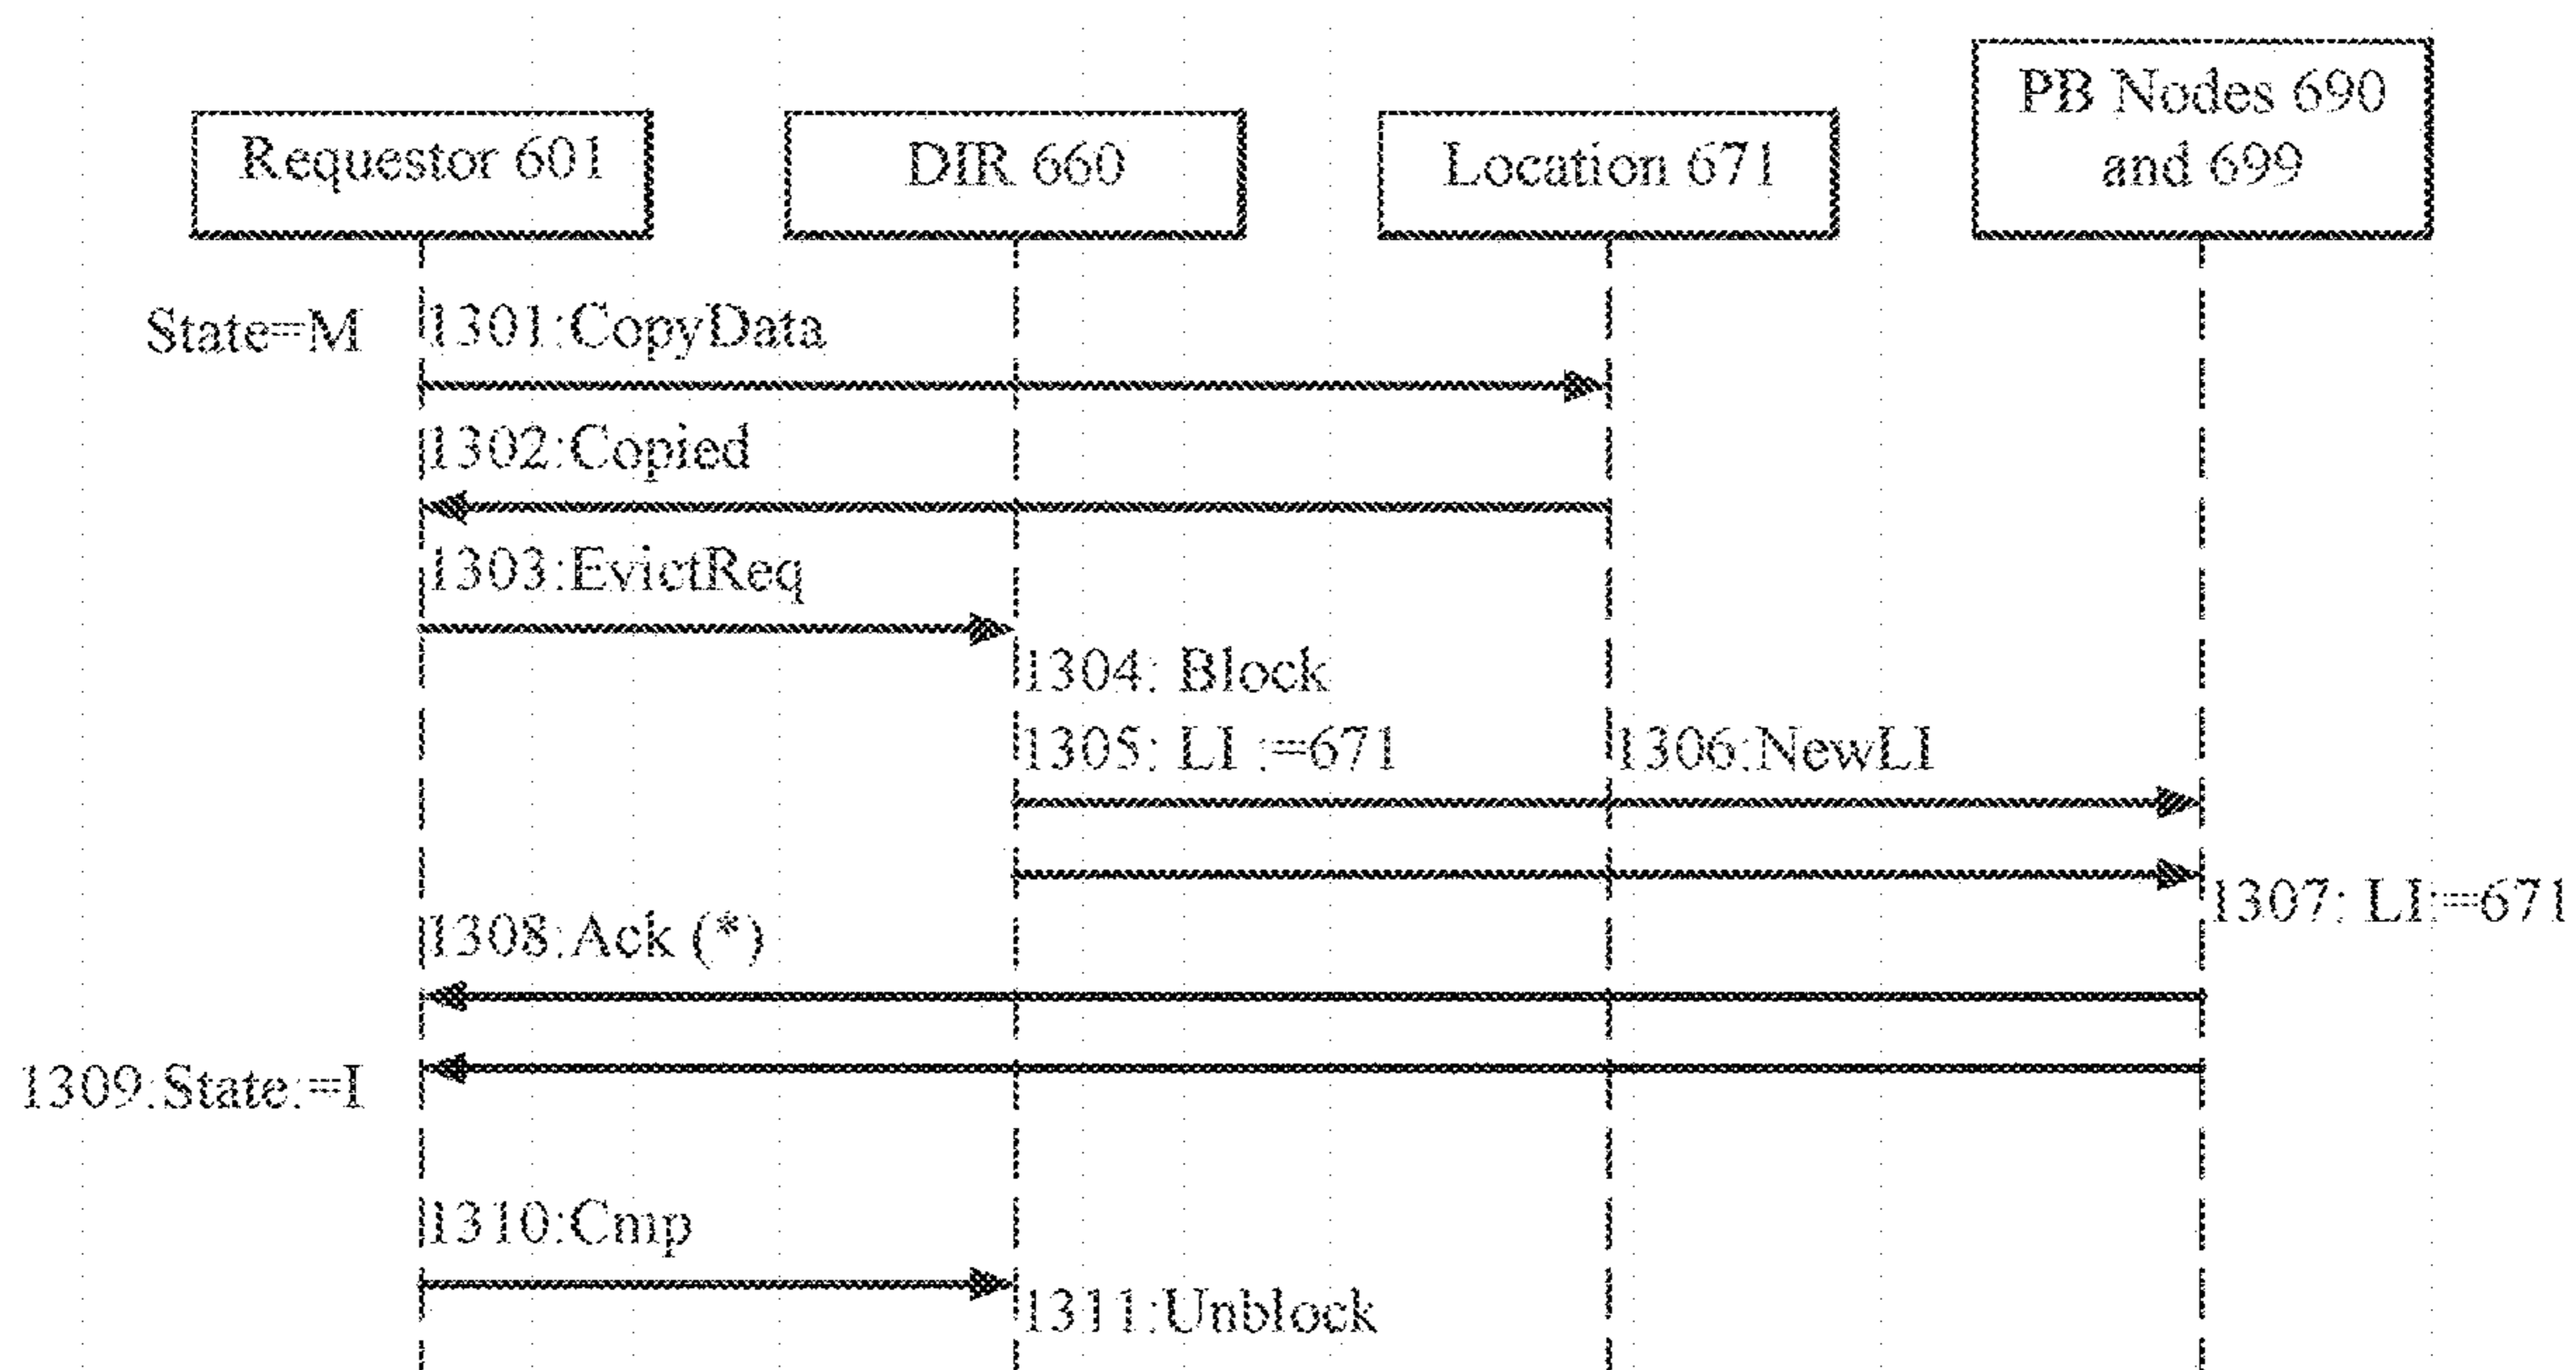 Requestor 601
DIR 660
Location 671
PB Nodes 690
and 699
State=M
1301:CopyData
1302:Copied
1303:EvictReq
1304: Block
1305: LI :=671
1306:NewLI
1307: LI:=671
1308:Ack (*)
1309:State:=I
1310:Cmp
1311:Unblock